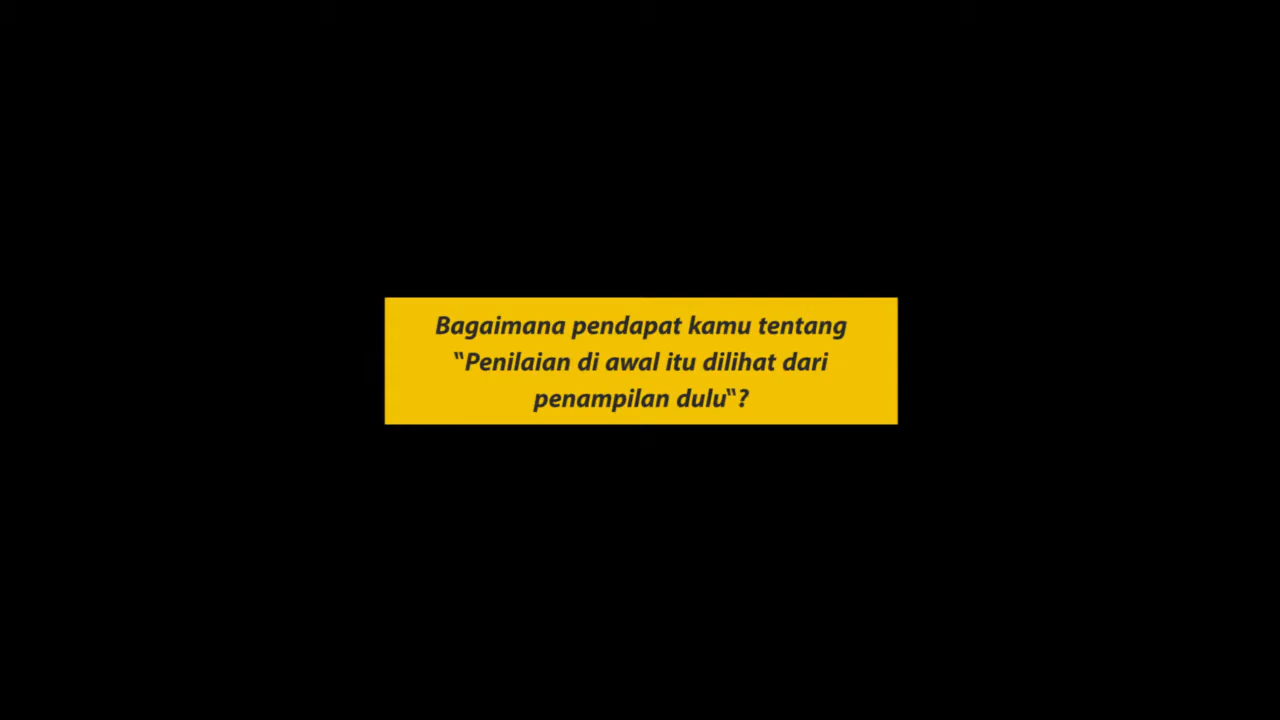 Bagaimana pendapat kamu tentang
‟Penilaian di awal itu dilihat dari
penampilan dulu‟?